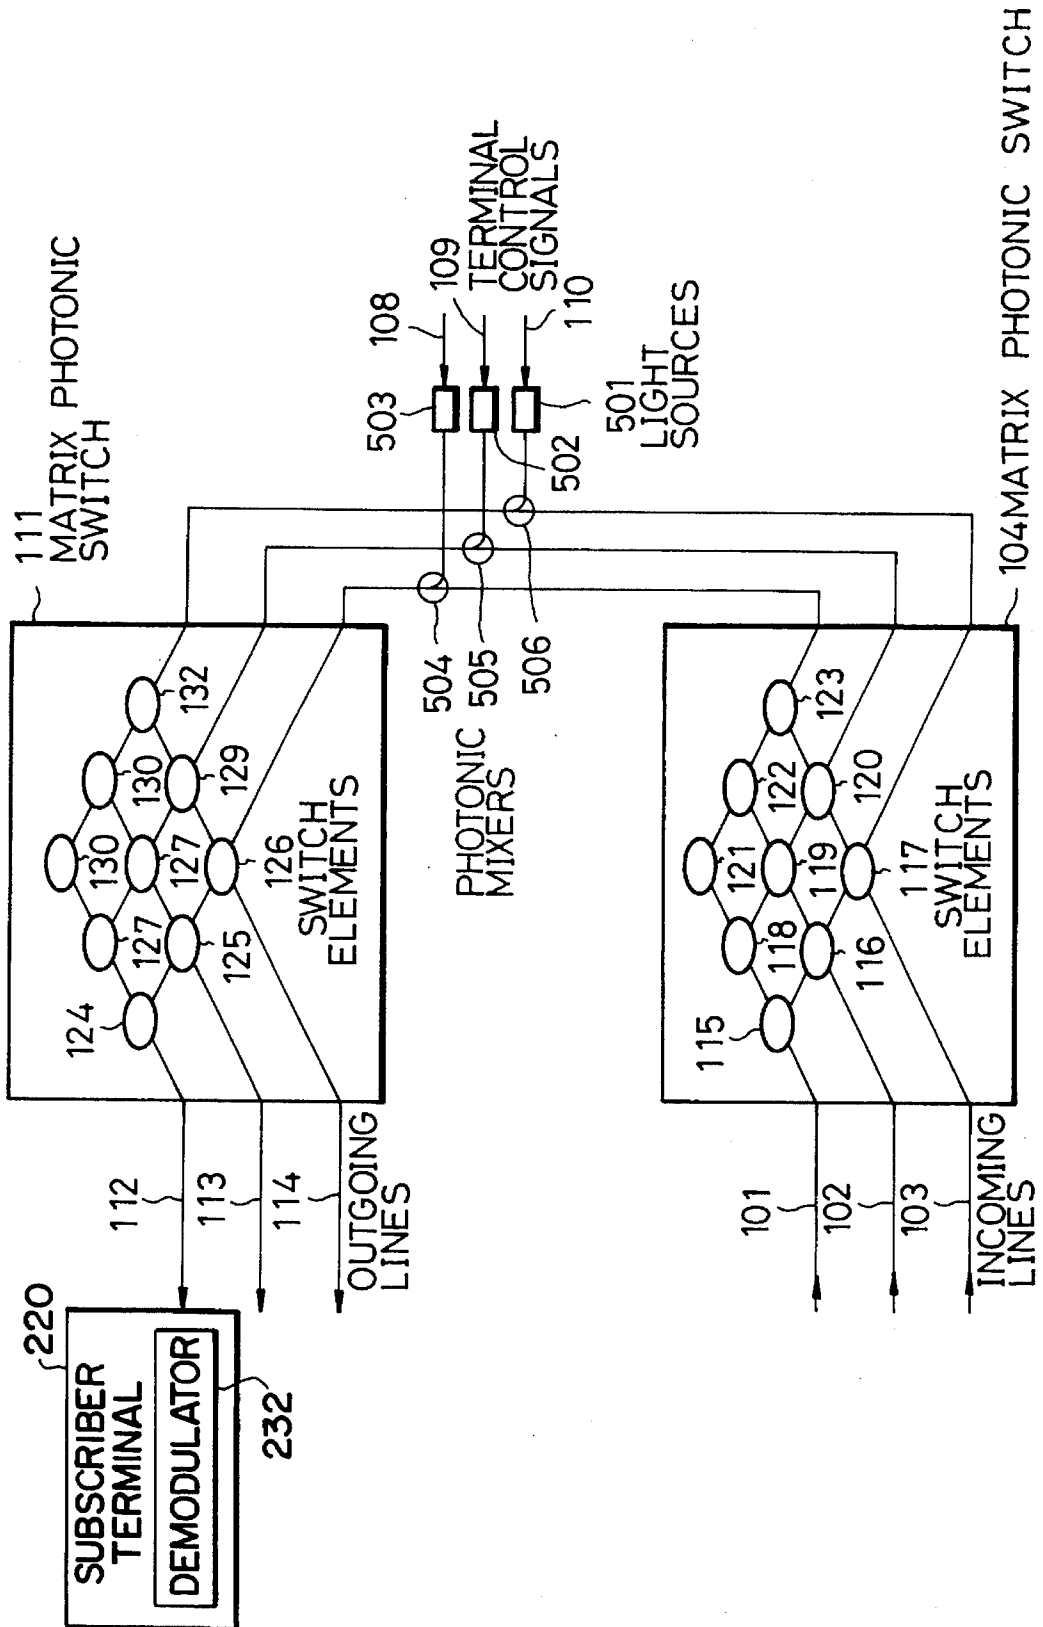 220
SUBSCRIBER
TERMINAL
DEMODULATOR
232
111
MATRIX PHOTONIC
SWITCH
124
127
130
130
132
125
127
129
126
SWITCH
ELEMENTS
112
113
114
OUTGOING
LINES
504
505
506
PHOTONIC
MIXERS
503
502
501
LIGHT
SOURCES
108
109
TERMINAL
CONTROL
SIGNALS
110
115
118
121
122
123
116
119
120
117
SWITCH
ELEMENTS
101
102
103
INCOMING
LINES
104 MATRIX PHOTONIC SWITCH